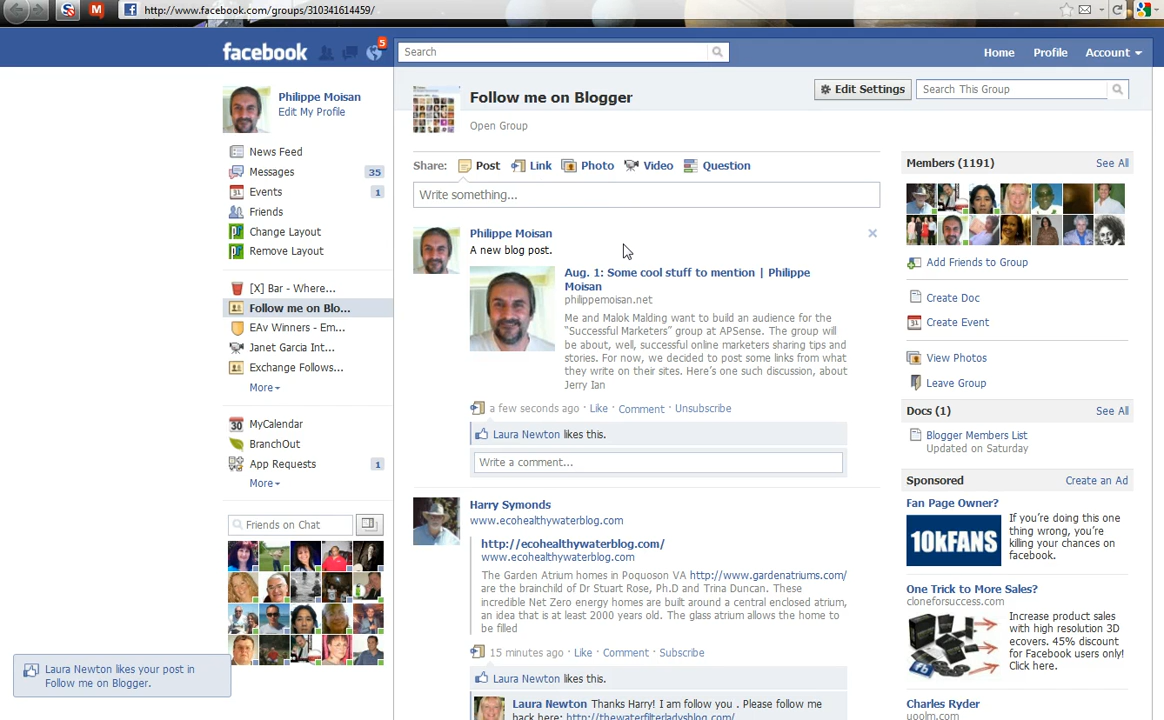 http://www.facebook.com/groups/310341614459/
facebook
5
Search
Home
Profile
Account
Philippe Moisan
Edit My Profile
News Feed
Messages
35
Events
1
Friends
Change Layout
Remove Layout
[X] Bar - Where...
Follow me on Blo...
EAv Winners - Em...
Janet Garcia Int...
Exchange Follows...
More
MyCalendar
BranchOut
App Requests
1
More
Friends on Chat
Laura Newton likes your post in
Follow me on Blogger.
Follow me on Blogger
Open Group
Edit Settings
Search This Group
Share:
Post
Link
Photo
Video
Question
Write something...
Philippe Moisan
A new blog post.
Aug. 1: Some cool stuff to mention | Philippe
Moisan
philippemoisan.net
Me and Malok Malding want to build an audience for the
“Successful Marketers” group at APSense. The group will
be about, well, successful online marketers sharing tips and
stories. For now, we decided to post some links from what
they write on their sites. Here’s one such discussion, about
Jerry Ian
a few seconds ago · Like · Comment · Unsubscribe
Laura Newton likes this.
Write a comment...
Harry Symonds
www.ecohealthywaterblog.com
http://ecohealthywaterblog.com/
www.ecohealthywaterblog.com
The Garden Atrium homes in Poquoson VA http://www.gardenatriums.com/
are the brainchild of Dr Stuart Rose, Ph.D and Trina Duncan. These
incredible Net Zero energy homes are built around a central enclosed atrium,
an idea that is at least 2000 years old. The glass atrium allows the home to
be filled
15 minutes ago · Like · Comment · Subscribe
Laura Newton likes this.
Laura Newton Thanks Harry! I am follow you . Please follow me
back here: http://thewaterfilterladysblog.com/
Members (1191)
See All
Add Friends to Group
Create Doc
31
Create Event
View Photos
Leave Group
Docs (1)
See All
Blogger Members List
Updated on Saturday
Sponsored
Create an Ad
Fan Page Owner?
10kFANS
If you’re doing this one
thing wrong, you’re
killing your chances on
facebook.
One Trick to More Sales?
cloneforsuccess.com
Increase product sales
with high resolution 3D
ecovers. 45% discount
for Facebook users only!
Click here.
Charles Ryder
uoolm.com